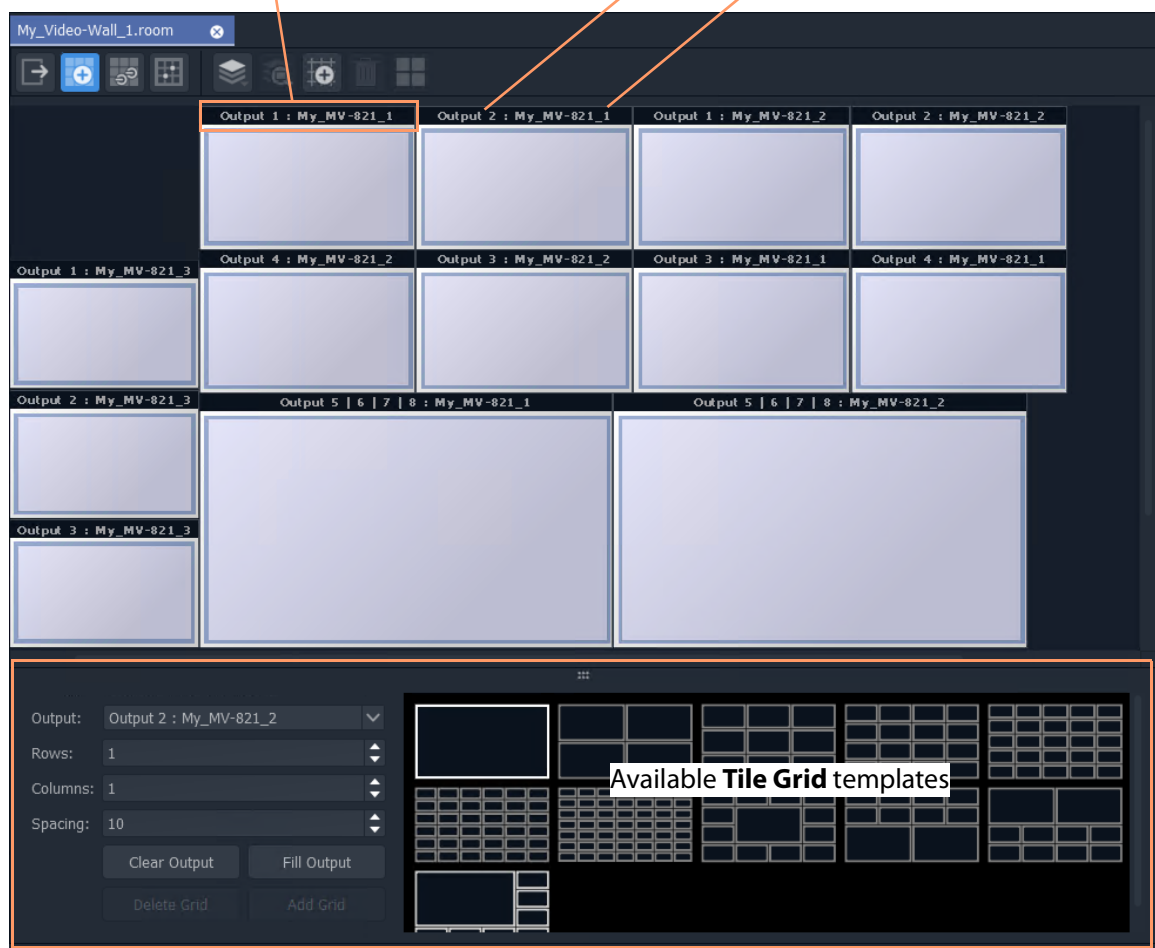 My_Video-Wall_1.room
Output 1 : My_MV-821_1
Output 2 : My_MV-821_1
Output 1 : My_MV-821_2
Output 2 : My_MV-821_2
Output 4 : My_MV-821_2
Output 3 : My_MV-821_2
Output 3 : My_MV-821_1
Output 4 : My_MV-821_1
Output 1 : My_MV-821_3
Output 2 : My_MV-821_3
Output 5 | 6 | 7 | 8 : My_MV-821_1
Output 5 | 6 | 7 | 8 : My_MV-821_2
Output 3 : My_MV-821_3
Output: Output 2 : My_MV-821_2
Rows: 1
Columns: 1
Spacing: 10
Clear Output
Fill Output
Delete Grid
Add Grid
Available Tile Grid templates